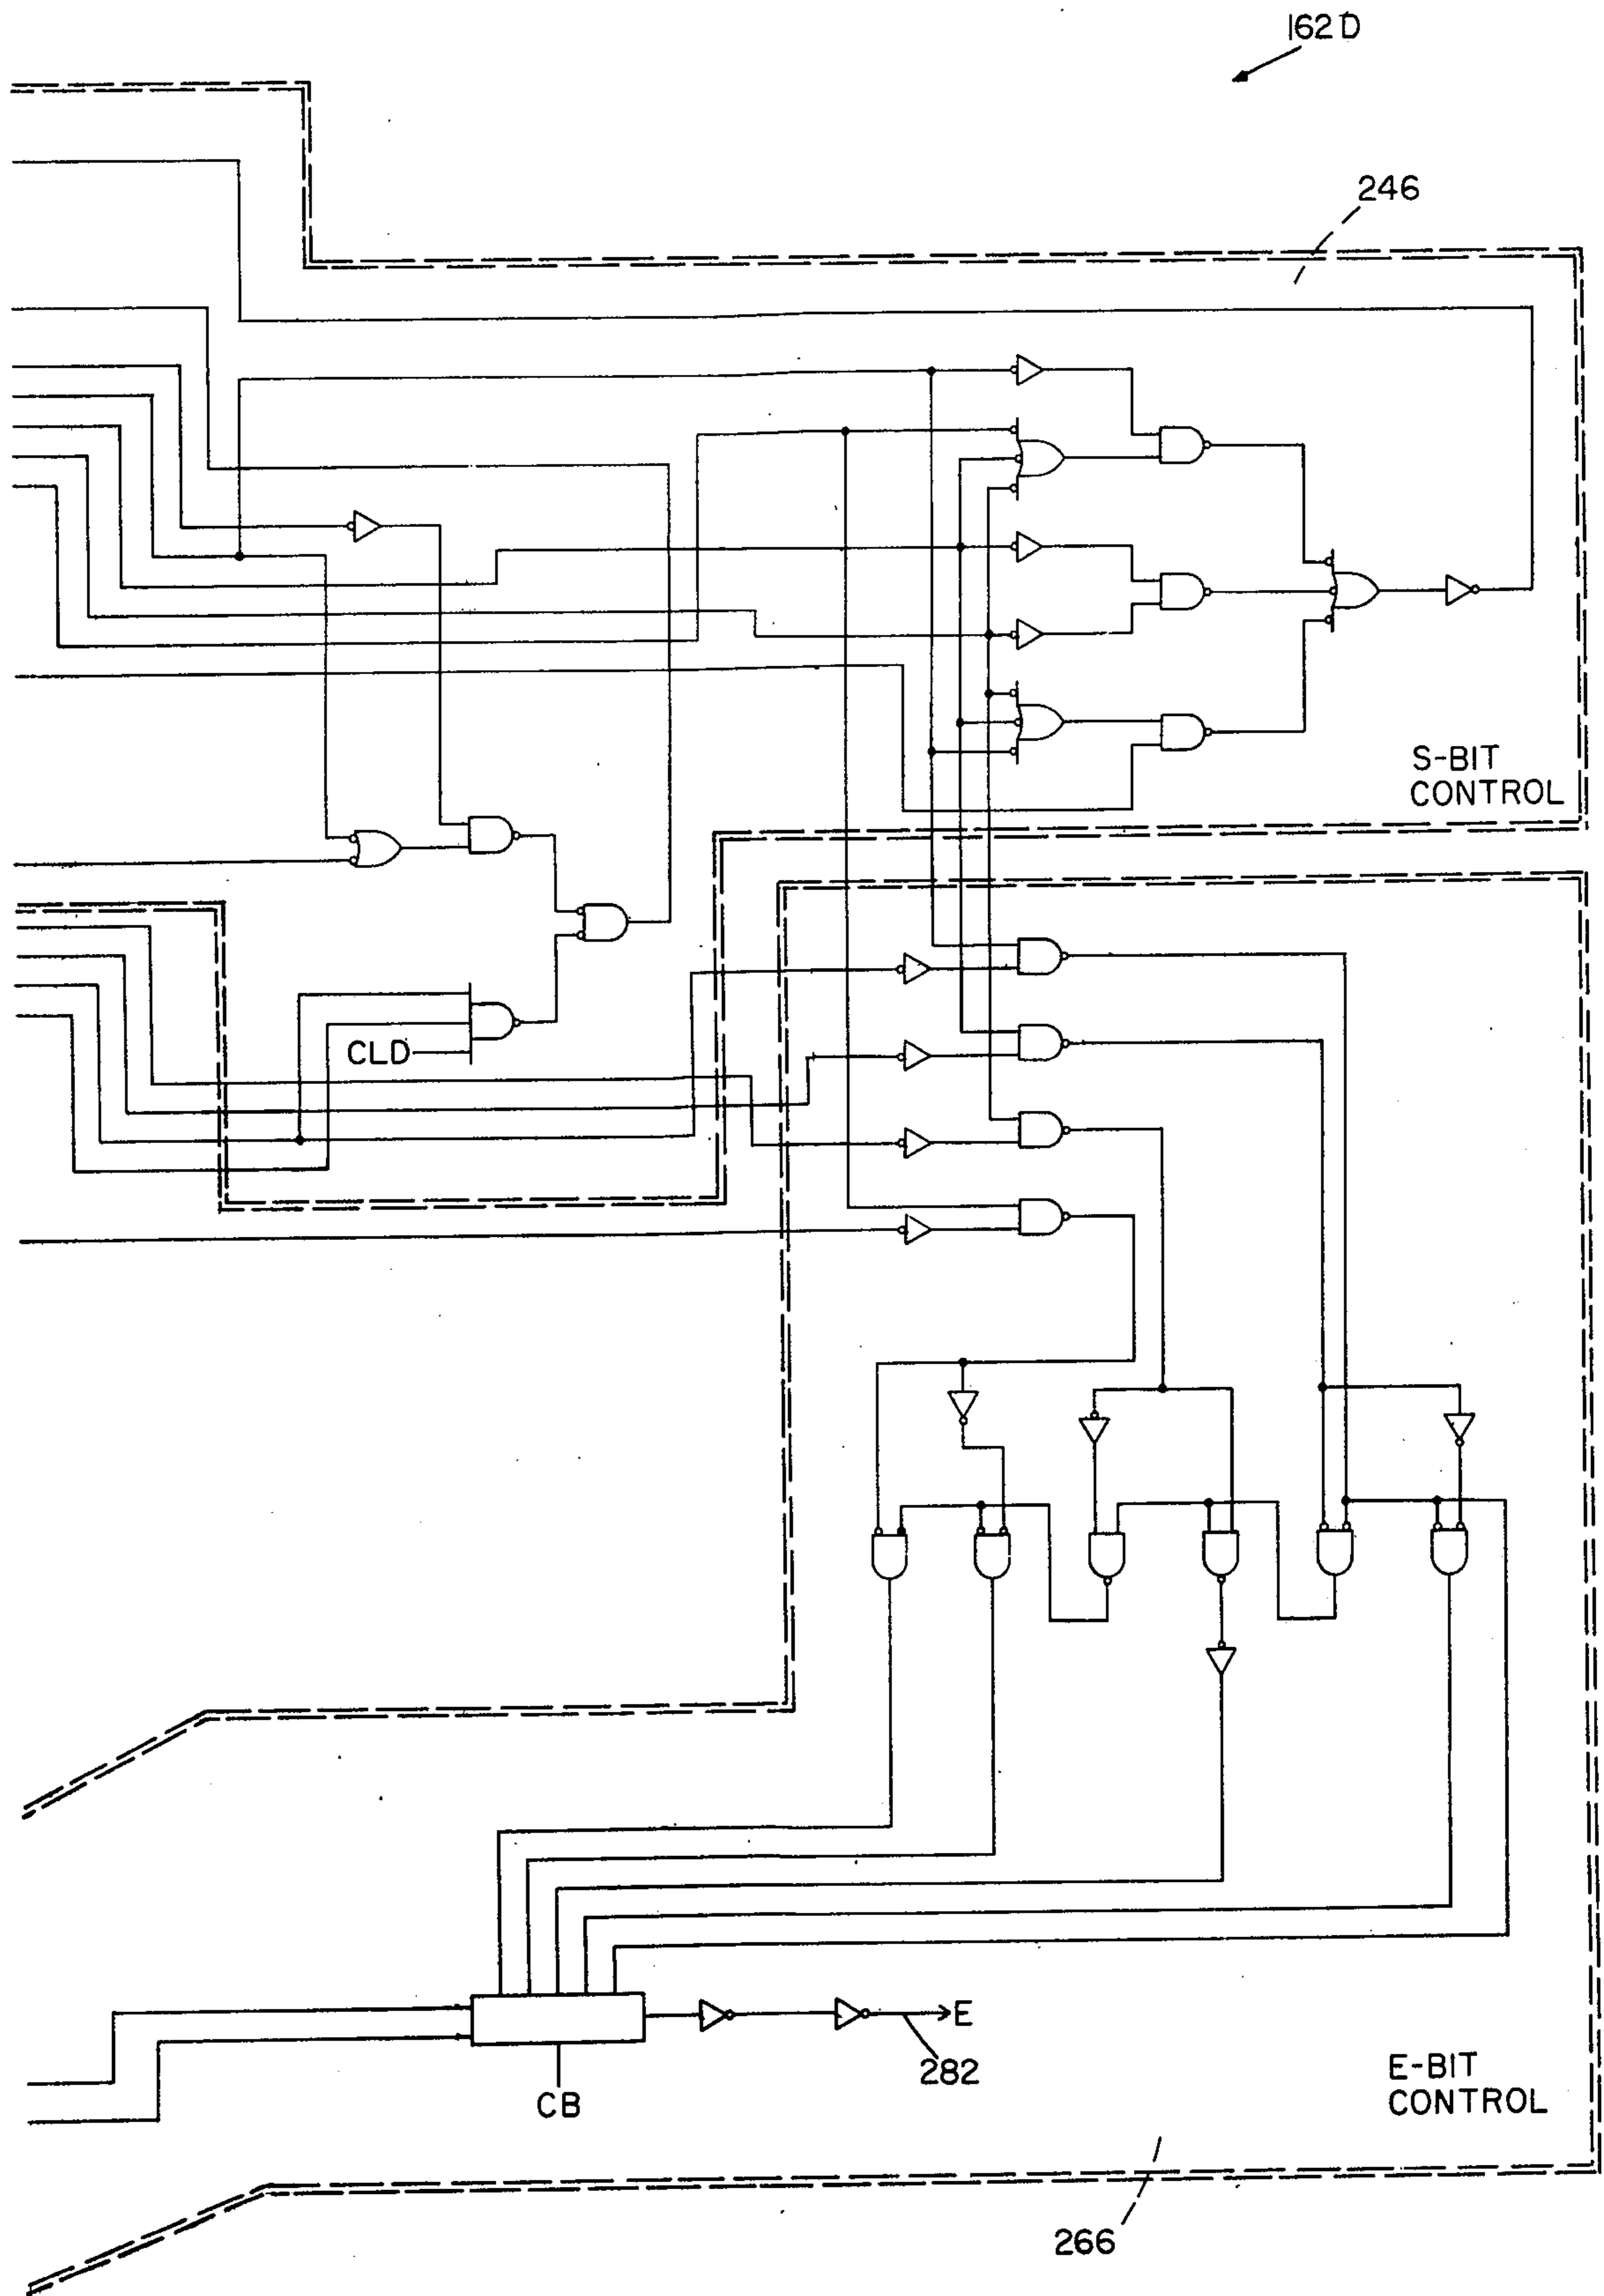 162D
246
S-BIT
CONTROL
CLD
E
282
CB
E-BIT
CONTROL
266